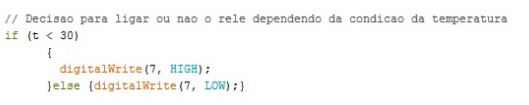 // Decisao para ligar ou nao o rele dependendo da condicao da temperatura
if (t < 30)
{
digitalWrite(7, HIGH);
}else {digitalWrite(7, LOW);}